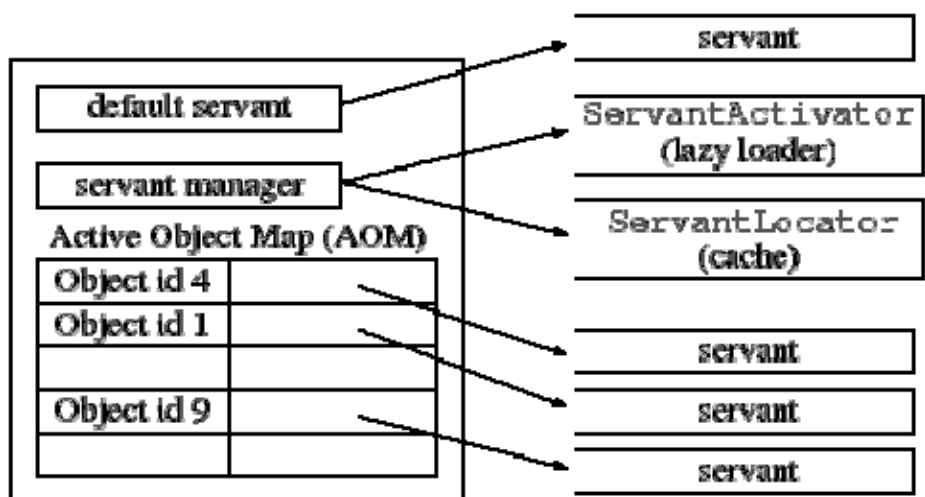 servant
default servant
ServantActivator
(lazy loader)
servant manager
ServantLocator
(cache)
Active Object Map (AOM)
Object id 4
Object id 1
Object id 9
servant
servant
servant